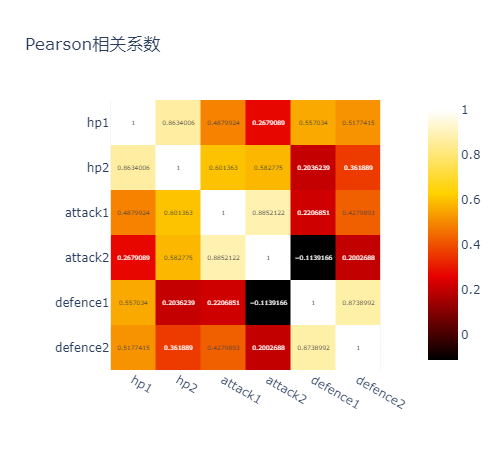 Pearson相关系数
hp1 1 0.8634006 0.4879924 0.2679089 0.557034 0.5177415
hp2 0.8634006 1 0.601363 0.582775 0.2036239 0.361889
attack1 0.4879924 0.601363 1 0.8852122 0.2206851 0.4279893
attack2 0.2679089 0.582775 0.8852122 1 −0.1139166 0.2002688
defence1 0.557034 0.2036239 0.2206851 −0.1139166 1 0.8738992
defence2 0.5177415 0.361889 0.4279893 0.2002688 0.8738992 1
hp1 hp2 attack1 attack2 defence1 defence2
1
0.8
0.6
0.4
0.2
0